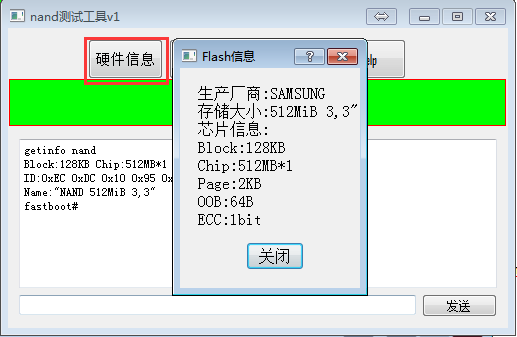 nand测试工具v1
硬件信息
Flash信息
生产厂商:SAMSUNG
存储大小:512MiB 3,3"
芯片信息:
Block:128KB
Chip:512MB*1
Page:2KB
OOB:64B
ECC:1bit
关闭
getinfo nand
Block:128KB Chip:512MB*1
ID:0xEC 0xDC 0x10 0x95 0x
Name:"NAND 512MiB 3,3"
fastboot#
发送